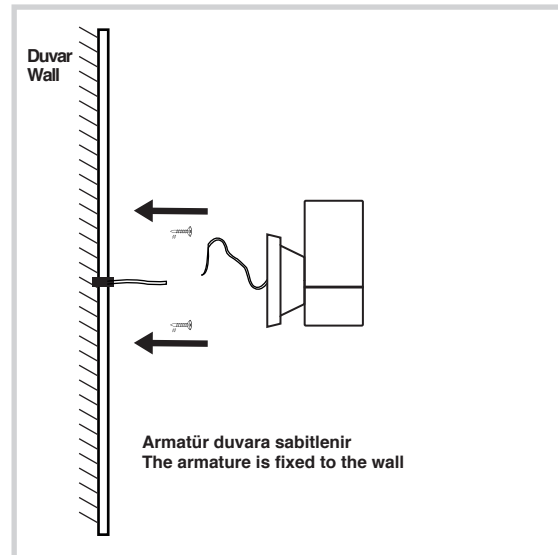 Duvar
Wall
Armatür duvara sabitlenir
The armature is fixed to the wall